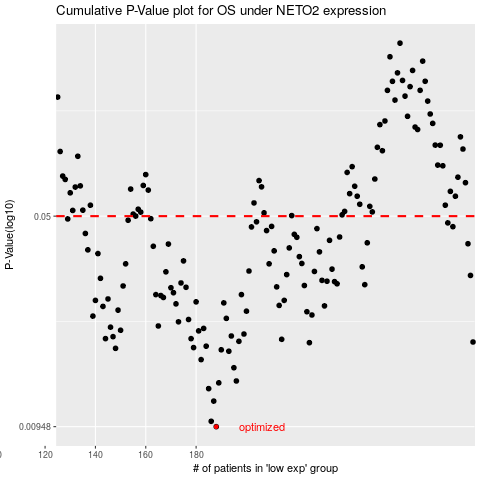 Cumulative P-Value plot for OS under NETO2 expression
P-Value(log10)
0.05
0.00948
optimized
0 120 140 160 180
# of patients in 'low exp' group